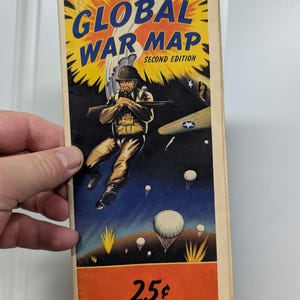 GLOBAL
WAR MAP
SECOND EDITION
25¢